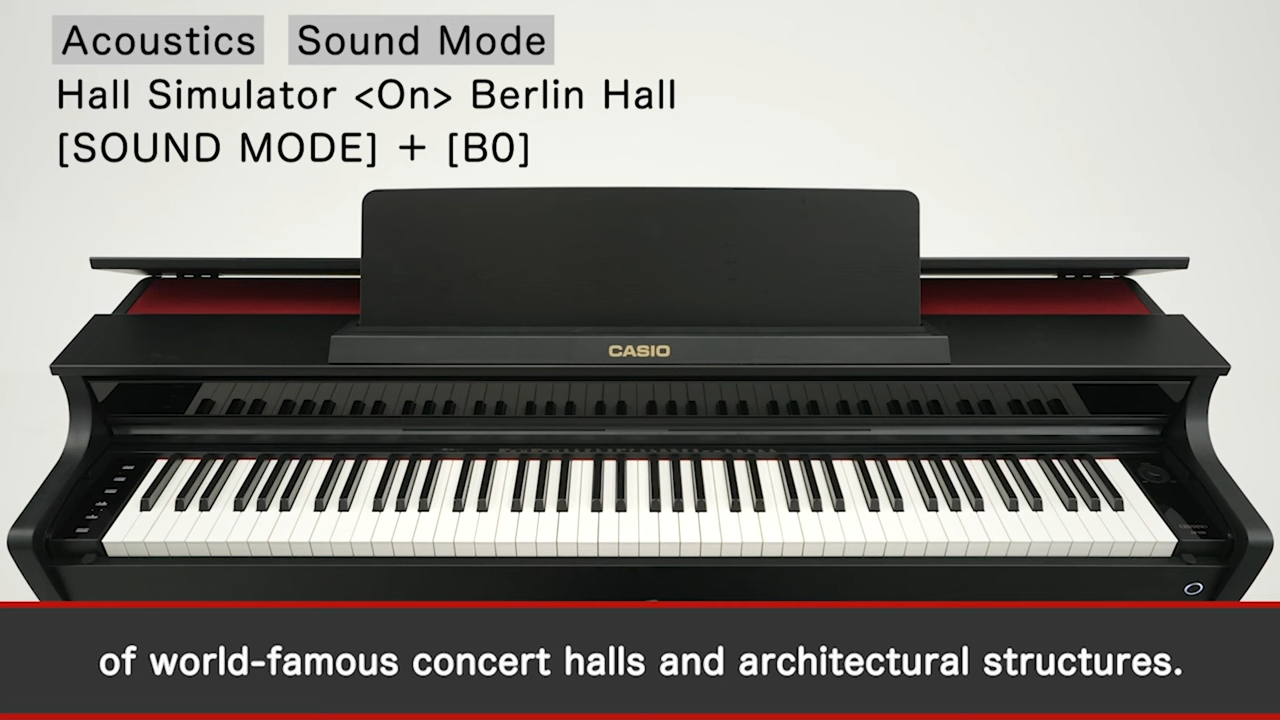 Acoustics Sound Mode
Hall Simulator <On> Berlin Hall
[SOUND MODE] + [B0]
CASIO
of world-famous concert halls and architectural structures.